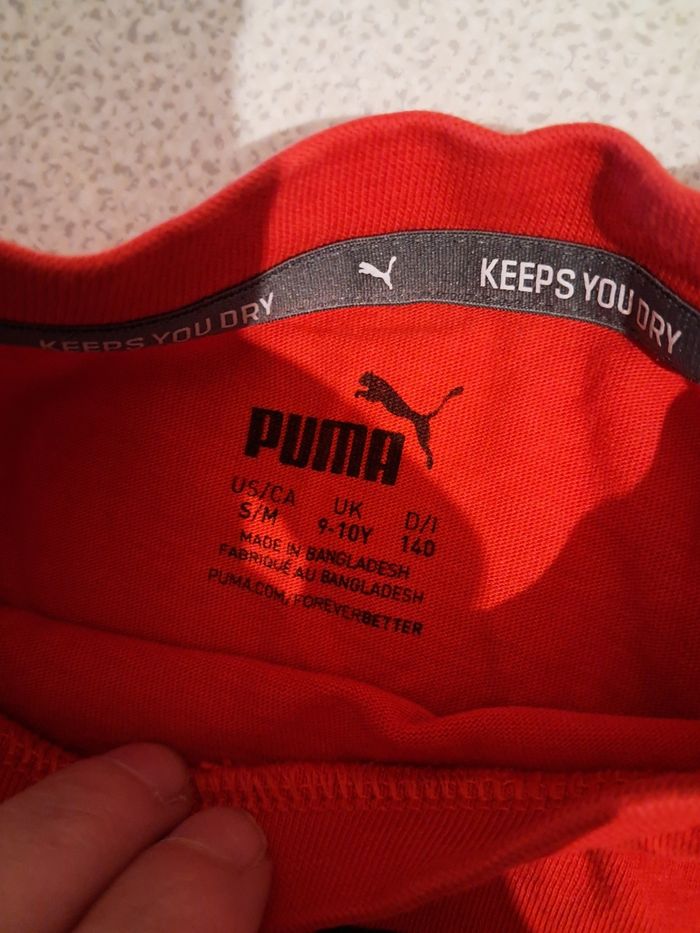 KEEPS YOU DRY
KEEPS YOU DRY
PUMA
US/CA UK D/I
S/M 9-10Y 140
MADE IN BANGLADESH
FABRIQUÉ AU BANGLADESH
PUMA.COM/FOREVERBETTER